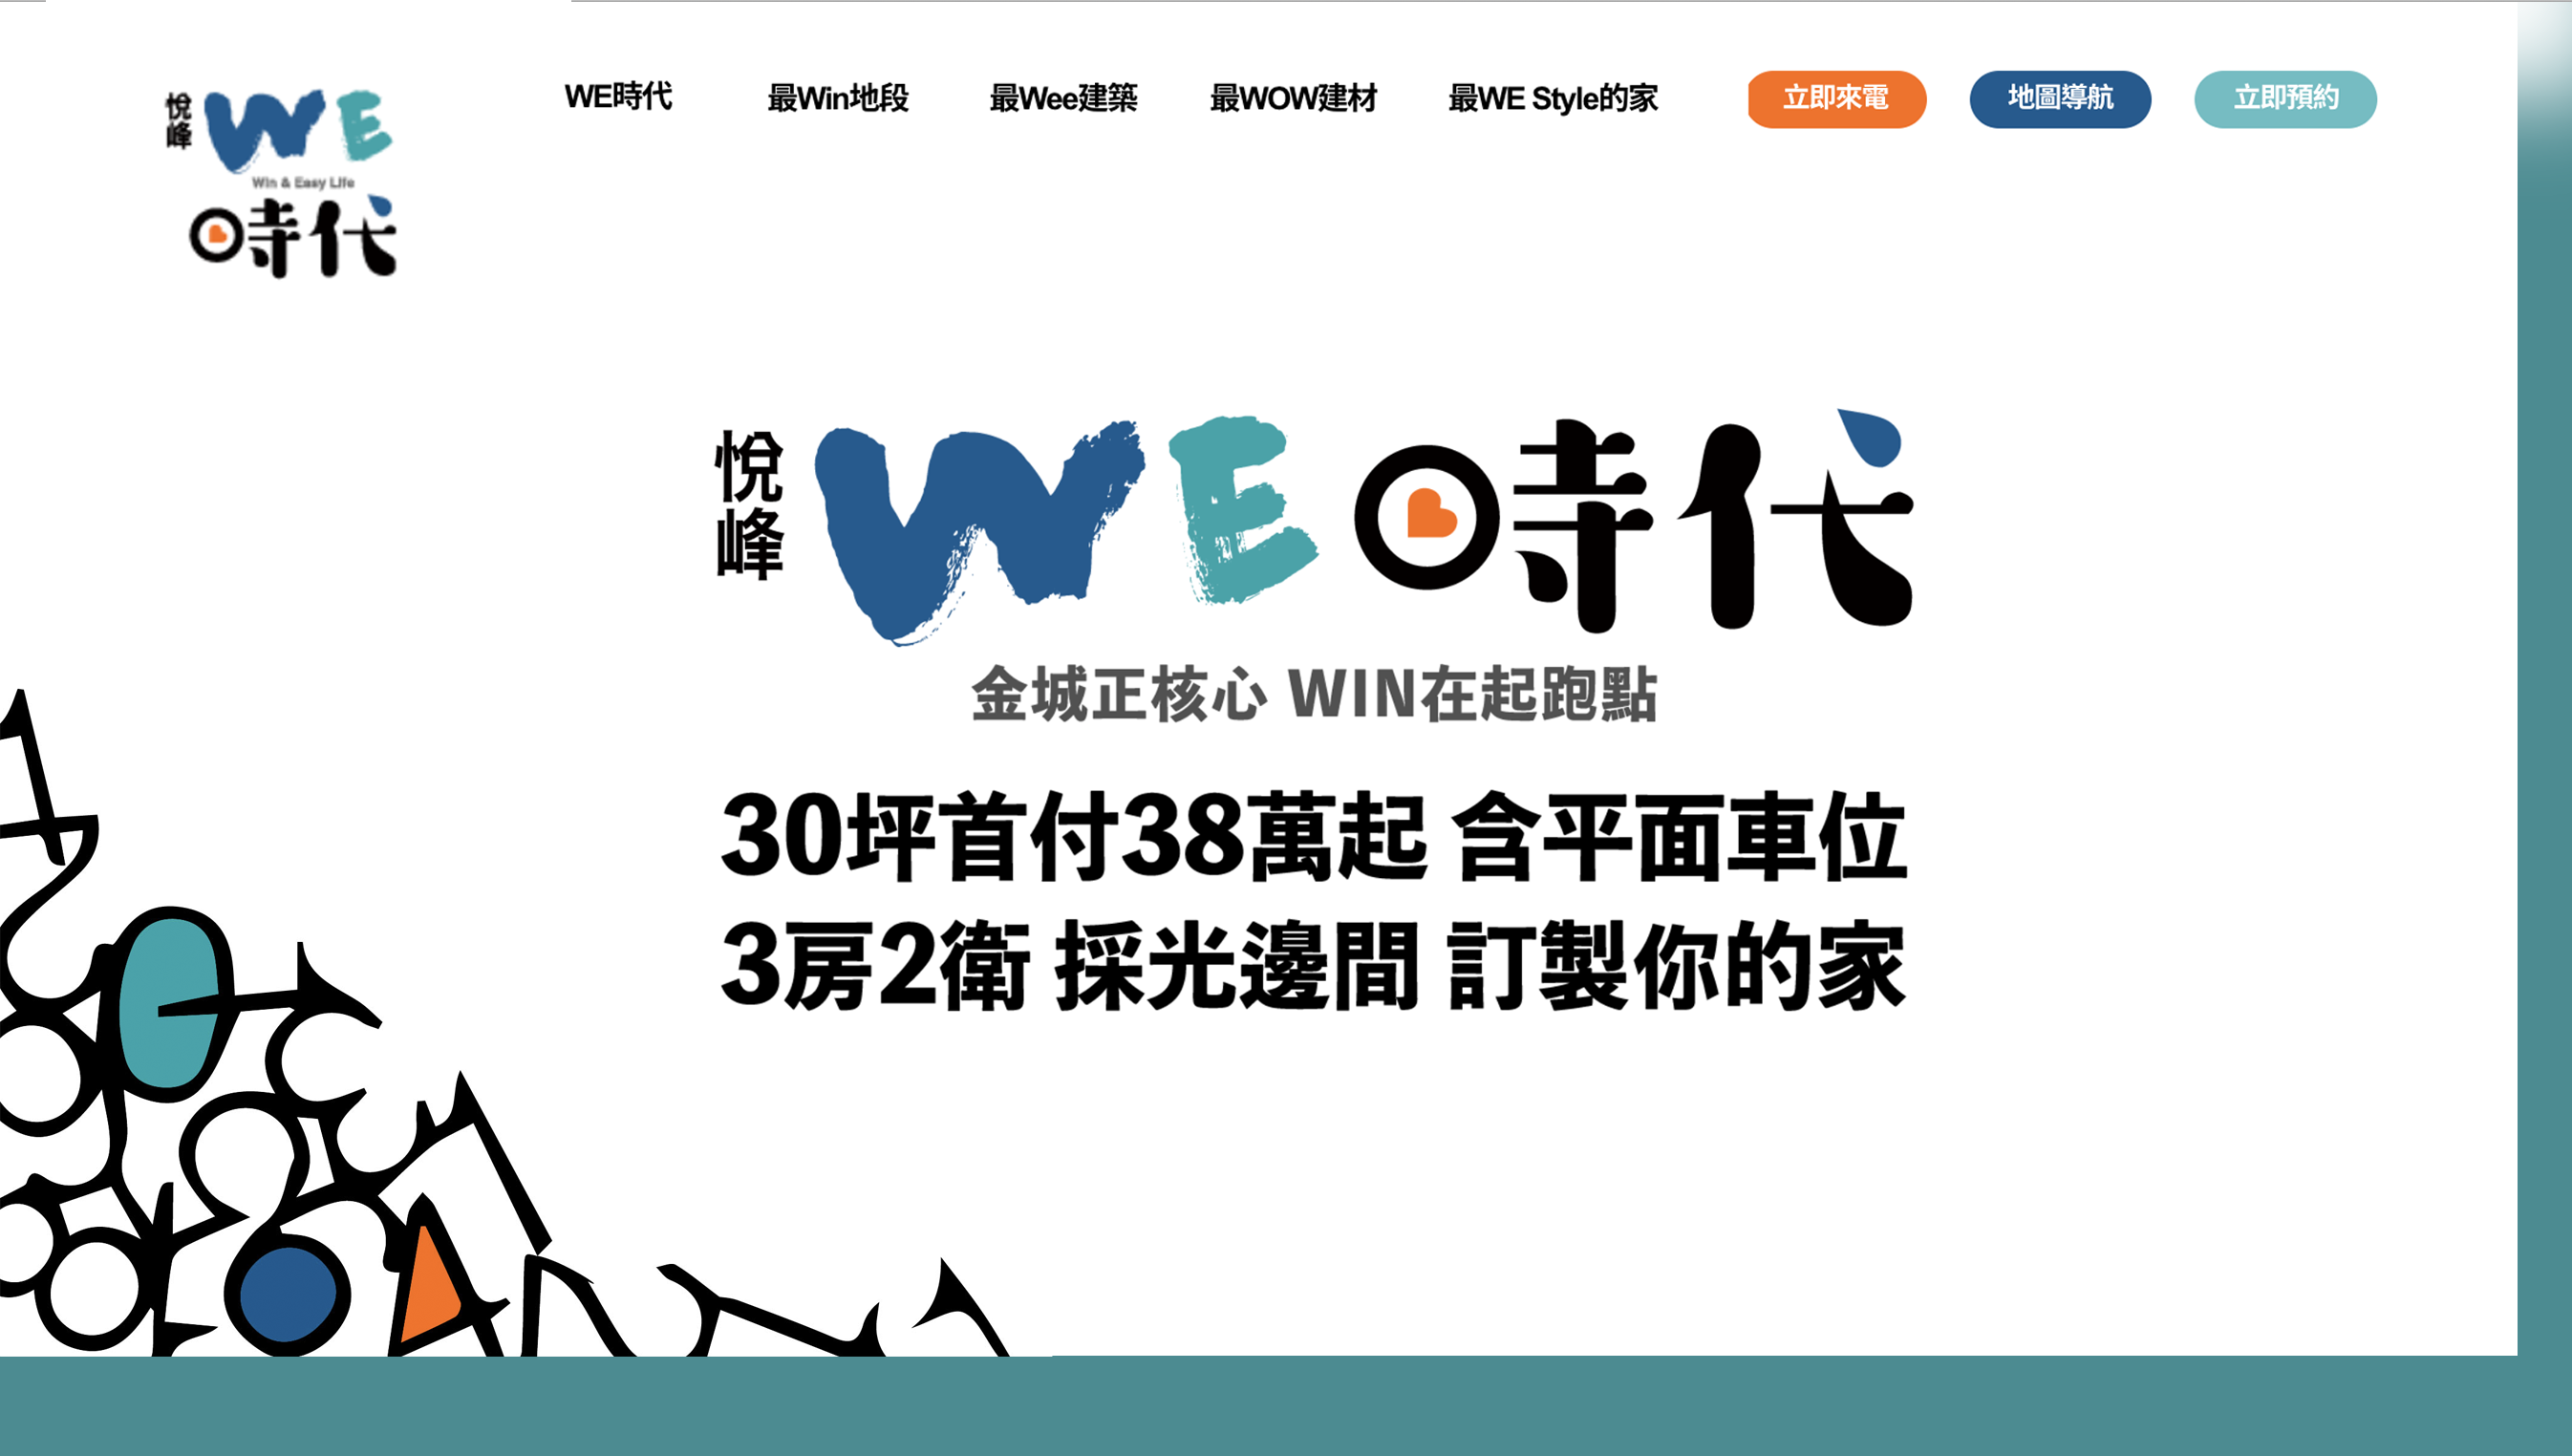 悅峰 WE
Win & Easy Life
時代
WE時代 最Win地段 最Wee建築 最WOW建材 最WE Style的家 立即來電 地圖導航 立即預約
悅峰 WE時代
金城正核心 WIN在起跑點
30坪首付38萬起 含平面車位
3房2衛 採光邊間 訂製你的家